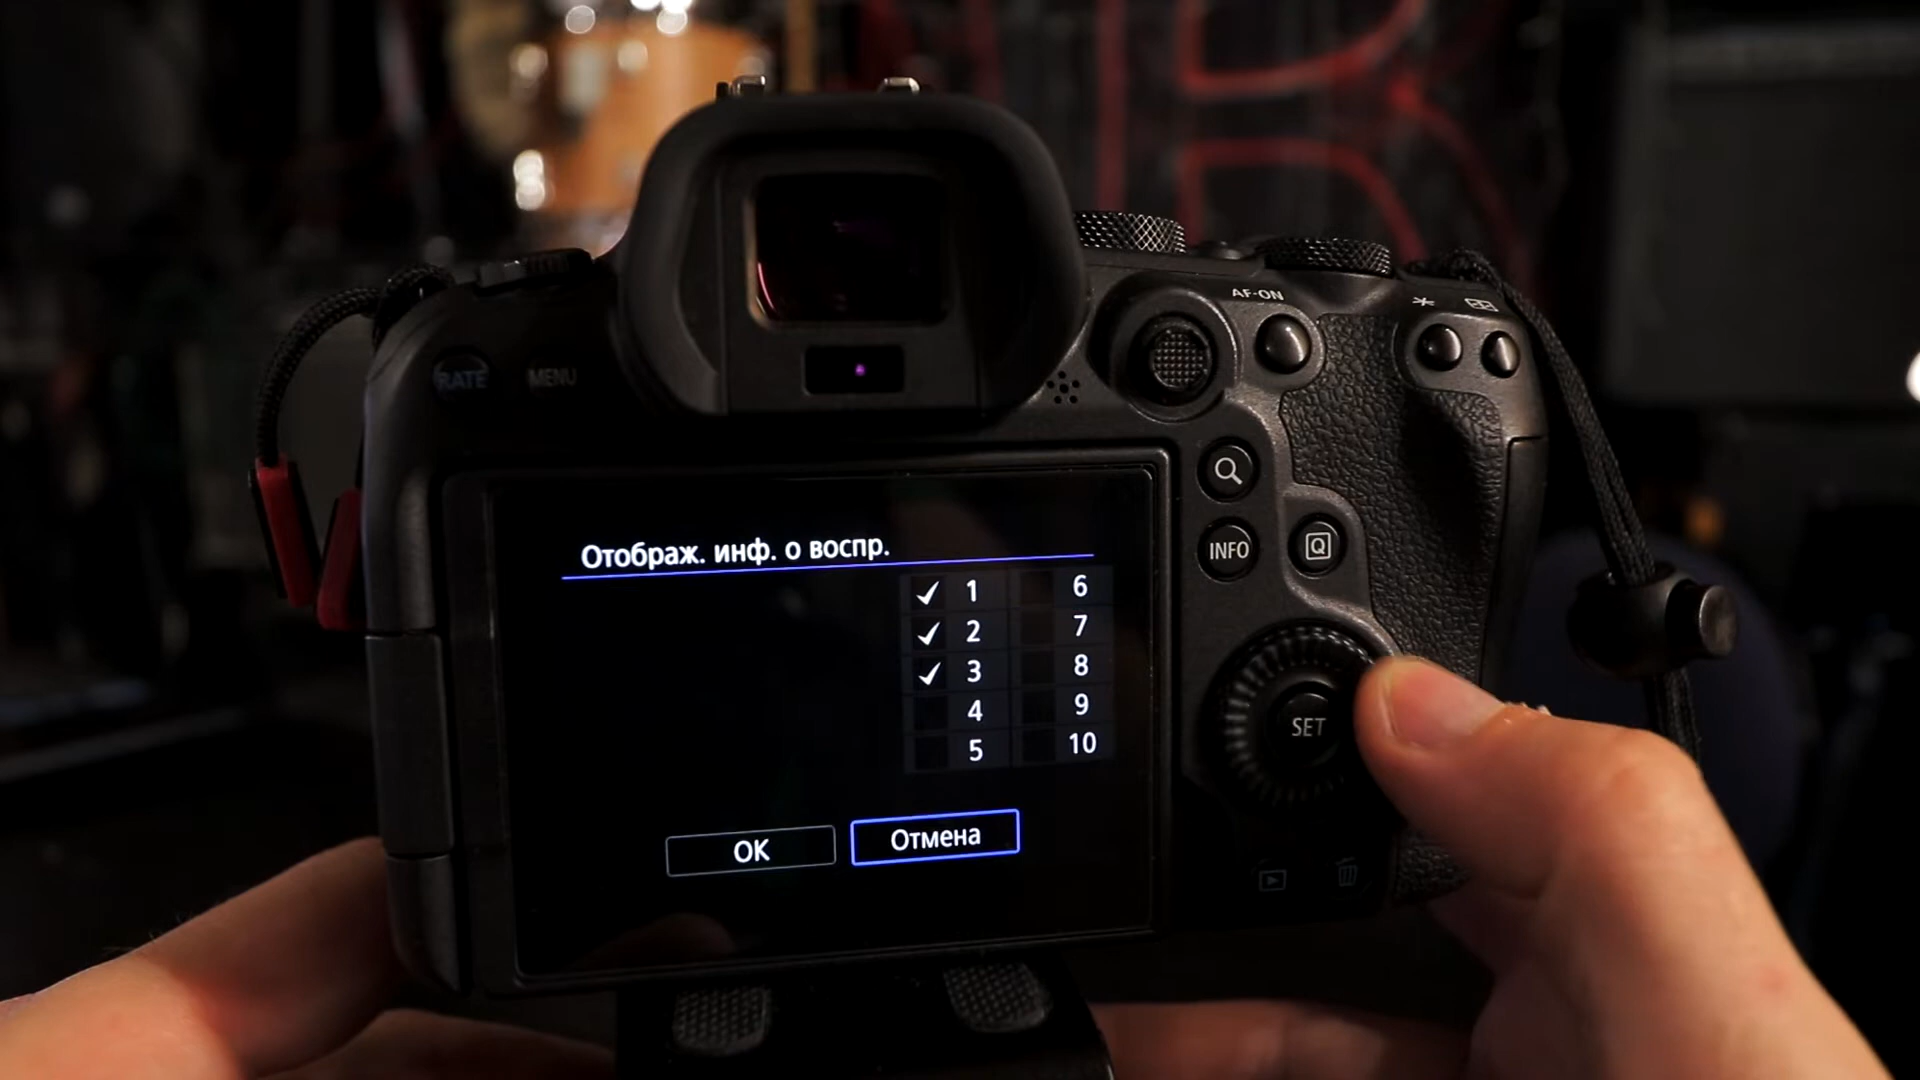 AF-ON
RATE
MENU
INFO
Q
Отображ. инф. о воспр.
1 6
2 7
3 8
4 9
5 10
SET
OK
Отмена